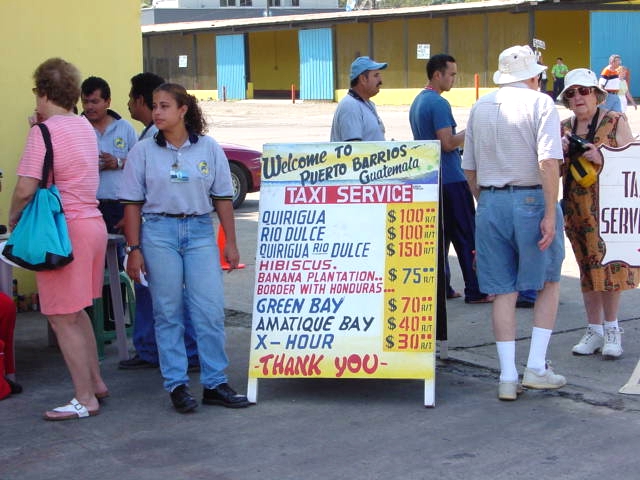 Welcome To
PUERTO BARRIOS
Guatemala
TAXI SERVICE
QUIRIGUA $100 R/T
RIO DULCE $100 R/T
QUIRIGUA RIO DULCE $150 R/T
HIBISCUS.
BANANA PLANTATION.. $75 R/T
BORDER WITH HONDURAS...
GREEN BAY $70 R/T
AMATIQUE BAY $40 R/T
X-HOUR $30 R/T
-THANK YOU-
TA
SERV